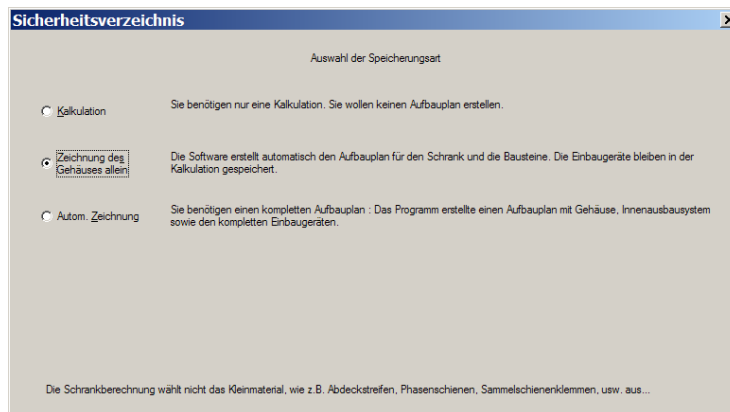 Sicherheitsverzeichnis
Auswahl der Speicherungsart
Kalkulation
Sie benötigen nur eine Kalkulation. Sie wollen keinen Aufbauplan erstellen.
Zeichnung des
Gehäuses allein
Die Software erstellt automatisch den Aufbauplan für den Schrank und die Bausteine. Die Einbaugeräte bleiben in der
Kalkulation gespeichert.
Autom. Zeichnung
Sie benötigen einen kompletten Aufbauplan : Das Programm erstellte einen Aufbauplan mit Gehäuse, Innenausbausystem
sowie den kompletten Einbaugeräten.
Die Schrankberechnung wählt nicht das Kleinmaterial, wie z.B. Abdeckstreifen, Phasenschienen, Sammelschienenklemmen, usw. aus...